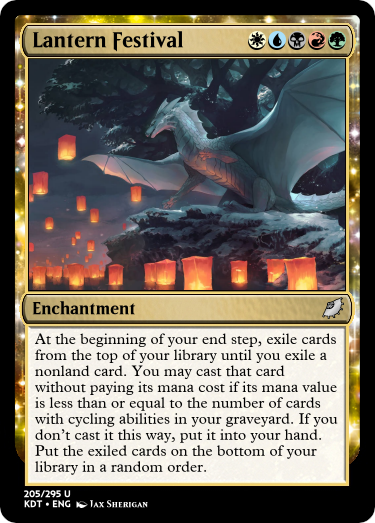 Lantern Festival
Enchantment
At the beginning of your end step, exile cards
from the top of your library until you exile a
nonland card. You may cast that card
without paying its mana cost if its mana value
is less than or equal to the number of cards
with cycling abilities in your graveyard. If you
don't cast it this way, put it into your hand.
Put the exiled cards on the bottom of your
library in a random order.
205/295 U
KDT • ENG Jax Sherigan